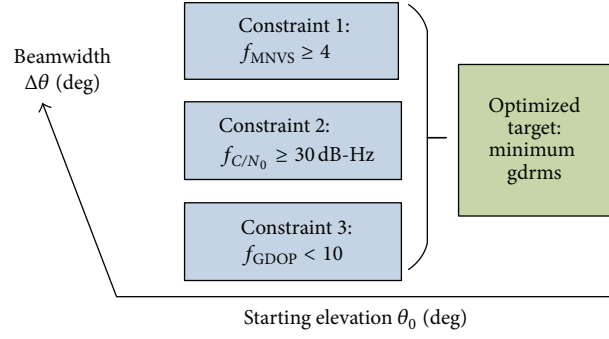 Beamwidth
Δθ (deg)
Constraint 1:
f_MNVS ≥ 4
Constraint 2:
f_C/N₀ ≥ 30 dB-Hz
Constraint 3:
f_GDOP < 10
Optimized
target:
minimum
gdrms
Starting elevation θ₀ (deg)